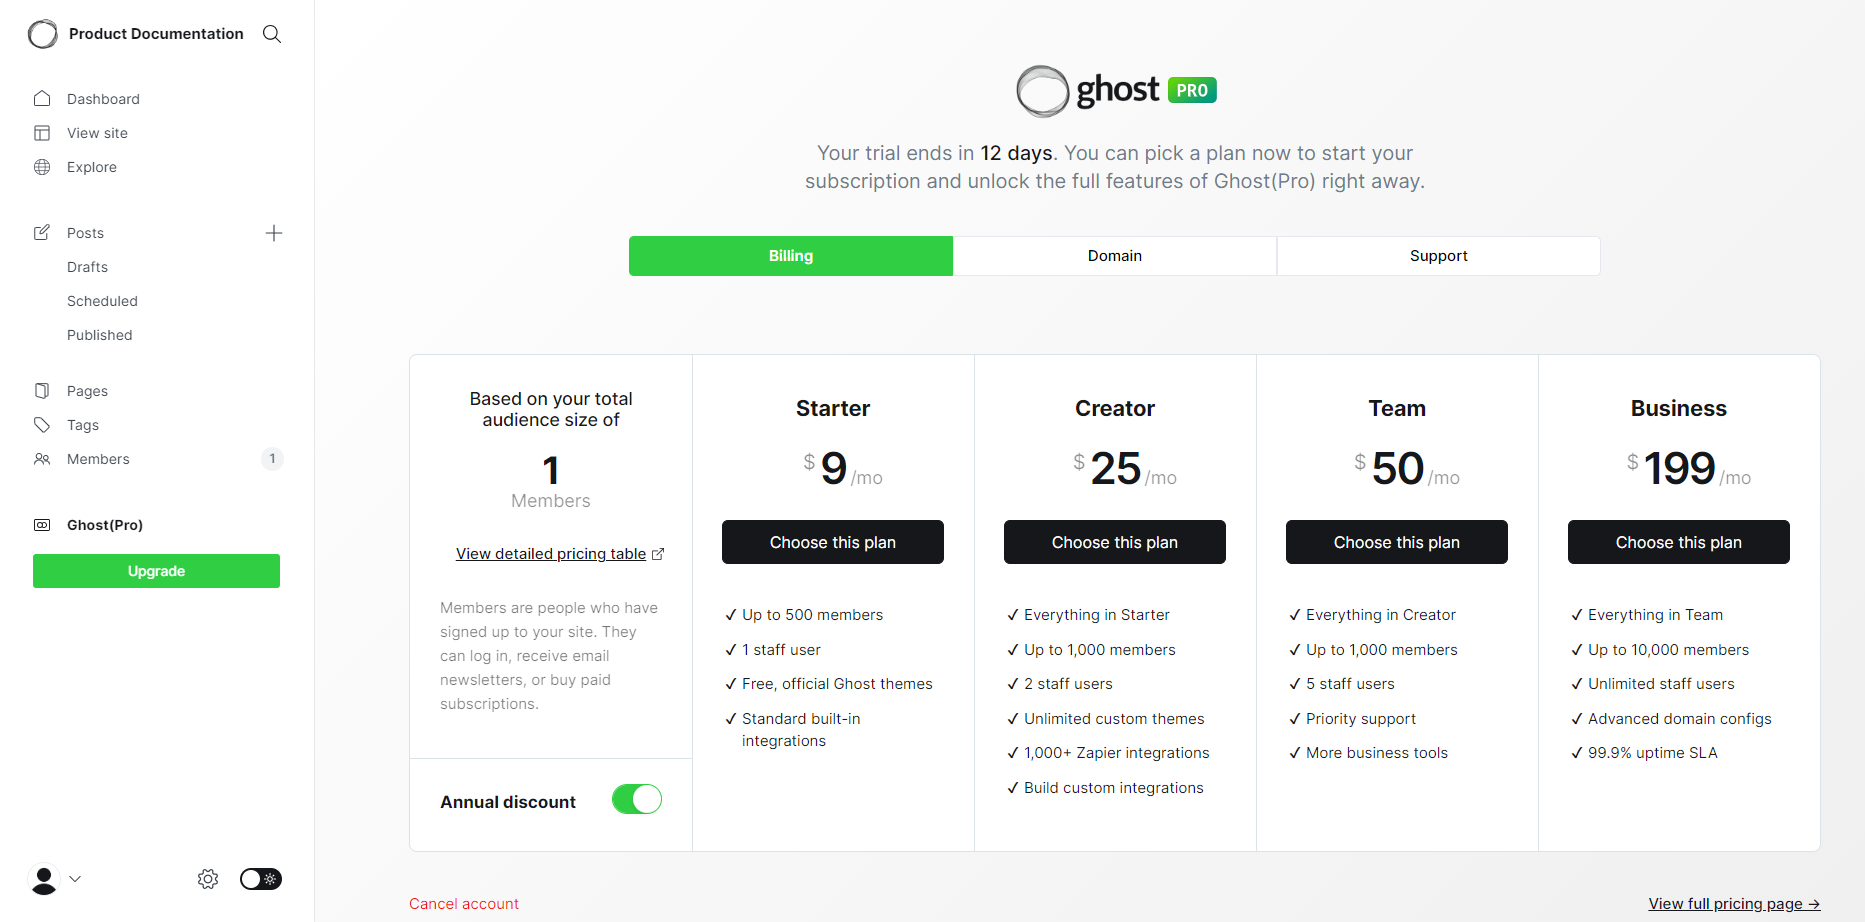 Product Documentation
Dashboard
View site
Explore
Posts
Drafts
Scheduled
Published
Pages
Tags
Members 1
Ghost(Pro)
Upgrade
ghost PRO
Your trial ends in 12 days. You can pick a plan now to start your
subscription and unlock the full features of Ghost(Pro) right away.
Billing
Domain
Support
Based on your total
audience size of
1
Members
View detailed pricing table
Members are people who have
signed up to your site. They
can log in, receive email
newsletters, or buy paid
subscriptions.
Annual discount
Starter
$ 9 /mo
Choose this plan
✓ Up to 500 members
✓ 1 staff user
✓ Free, official Ghost themes
✓ Standard built-in
integrations
Creator
$ 25 /mo
Choose this plan
✓ Everything in Starter
✓ Up to 1,000 members
✓ 2 staff users
✓ Unlimited custom themes
✓ 1,000+ Zapier integrations
✓ Build custom integrations
Team
$ 50 /mo
Choose this plan
✓ Everything in Creator
✓ Up to 1,000 members
✓ 5 staff users
✓ Priority support
✓ More business tools
Business
$ 199 /mo
Choose this plan
✓ Everything in Team
✓ Up to 10,000 members
✓ Unlimited staff users
✓ Advanced domain configs
✓ 99.9% uptime SLA
Cancel account
View full pricing page →